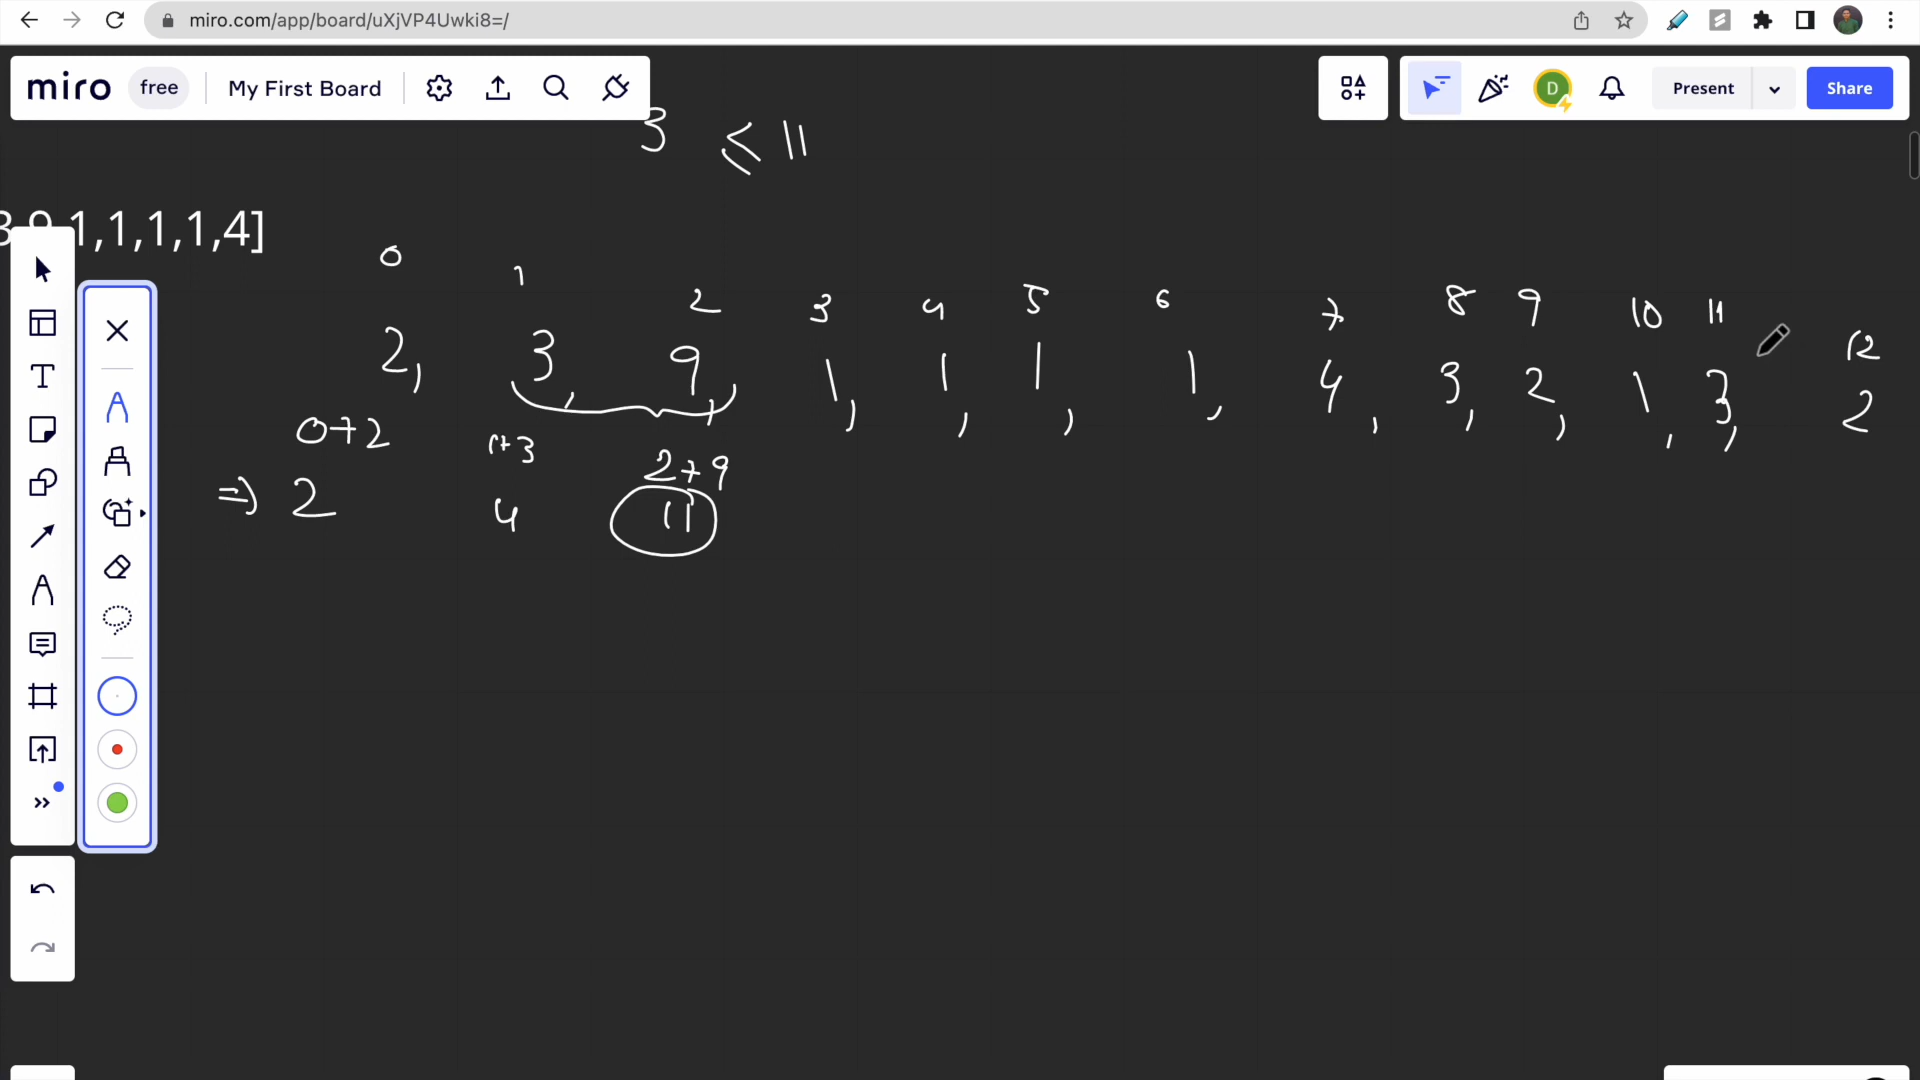 miro.com/app/board/uXjVP4Uwki8=/
miro free My First Board Present Share
D
3 ≤ 11
3,9,1,1,1,1,4]
0 1 2 3 4 5 6 7 8 9 10 11 12
2, 3, 9, 1, 1, 1, 1, 4, 3, 2, 1, 3, 2
0+2 1+3 2+9
=> 2 4 11